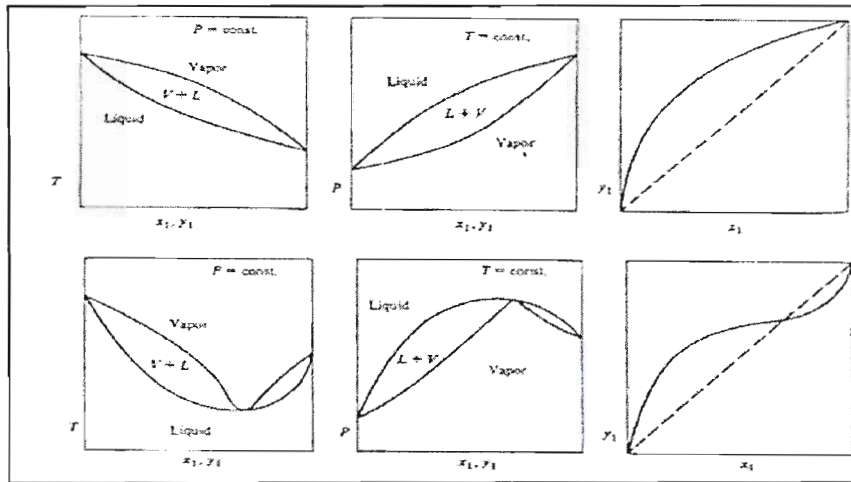 P = const.
Vapor
V + L
Liquid
T
x₁, y₁
T = const.
Liquid
L + V
Vapor
P
x₁, y₁
y₁
x₁
P = const.
Vapor
V + L
T
Liquid
x₁, y₁
T = const.
Liquid
L + V
Vapor
P
x₁, y₁
y₁
x₁